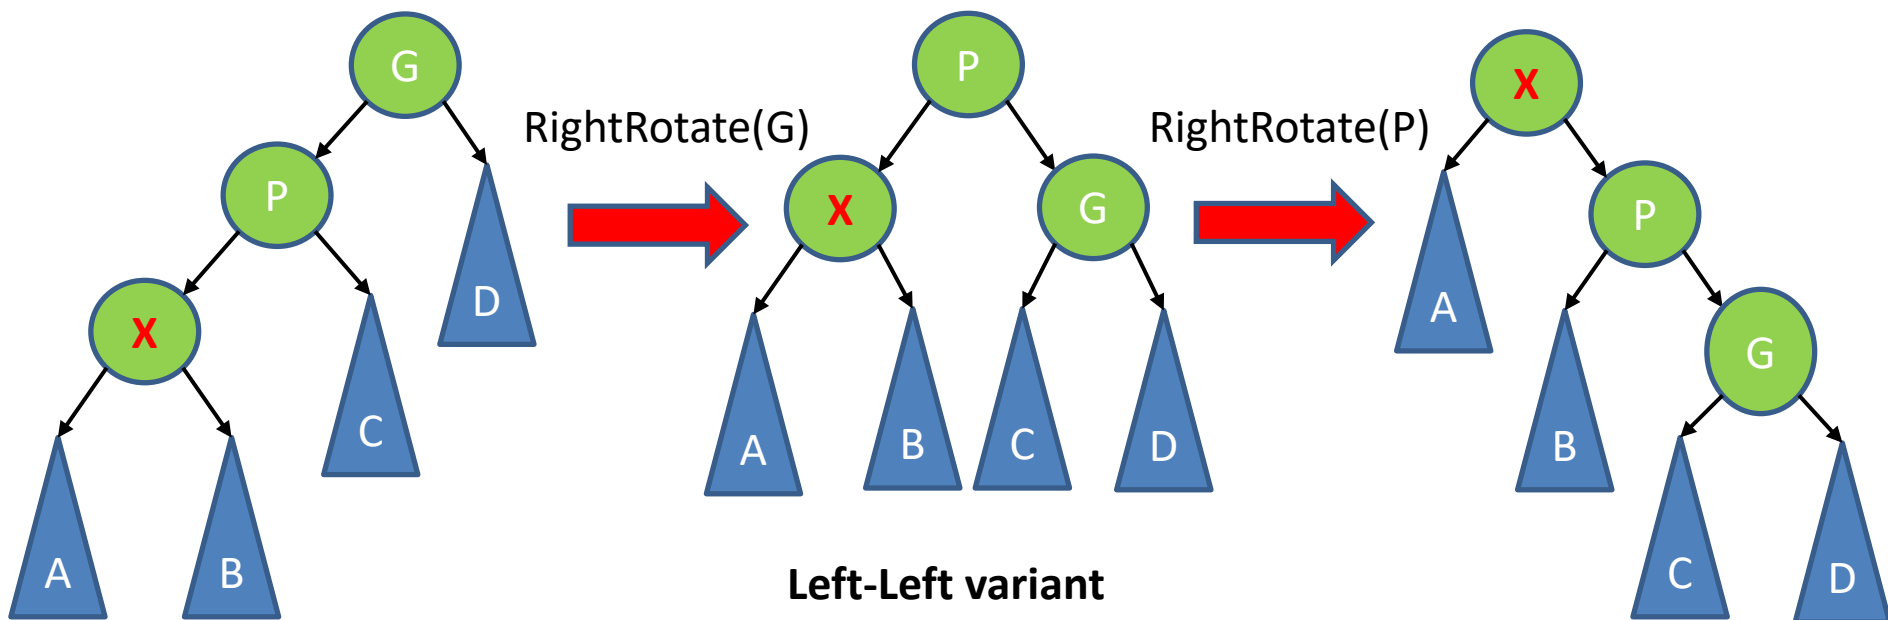 G
P
X
A
B
C
D
RightRotate(G)
P
X
G
A
B
C
D
RightRotate(P)
X
A
P
B
G
C
D
Left-Left variant